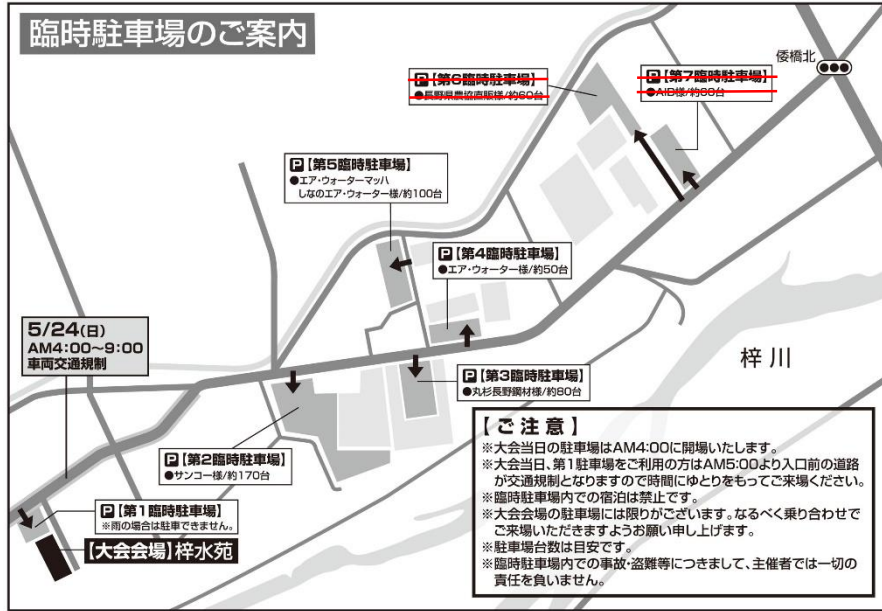 臨時駐車場のご案内
倭橋北
P【第6臨時駐車場】
●長野県農協直販様/約60台
P【第7臨時駐車場】
P【第5臨時駐車場】
●エア・ウォーターマッハ
しなのエア・ウォーター様/約100台
P【第4臨時駐車場】
●エア・ウォーター様/約50台
5/24(日)
AM4:00～9:00
車両交通規制
梓川
P【第3臨時駐車場】
●丸杉長野鋼材様/約80台
P【第2臨時駐車場】
●サンコー様/約170台
P【第1臨時駐車場】
※雨の場合は駐車できません。
【大会会場】梓水苑
【ご注意】
※大会当日の駐車場はAM4:00に開場いたします。
※大会当日、第1駐車場をご利用の方はAM5:00より入口前の道路
が交通規制となりますので時間にゆとりをもってご来場ください。
※臨時駐車場内での宿泊は禁止です。
※大会会場の駐車場には限りがございます。なるべく乗り合わせで
ご来場いただきますようお願い申し上げます。
※駐車場台数は目安です。
※臨時駐車場内での事故・盗難等につきまして、主催者では一切の
責任を負いません。